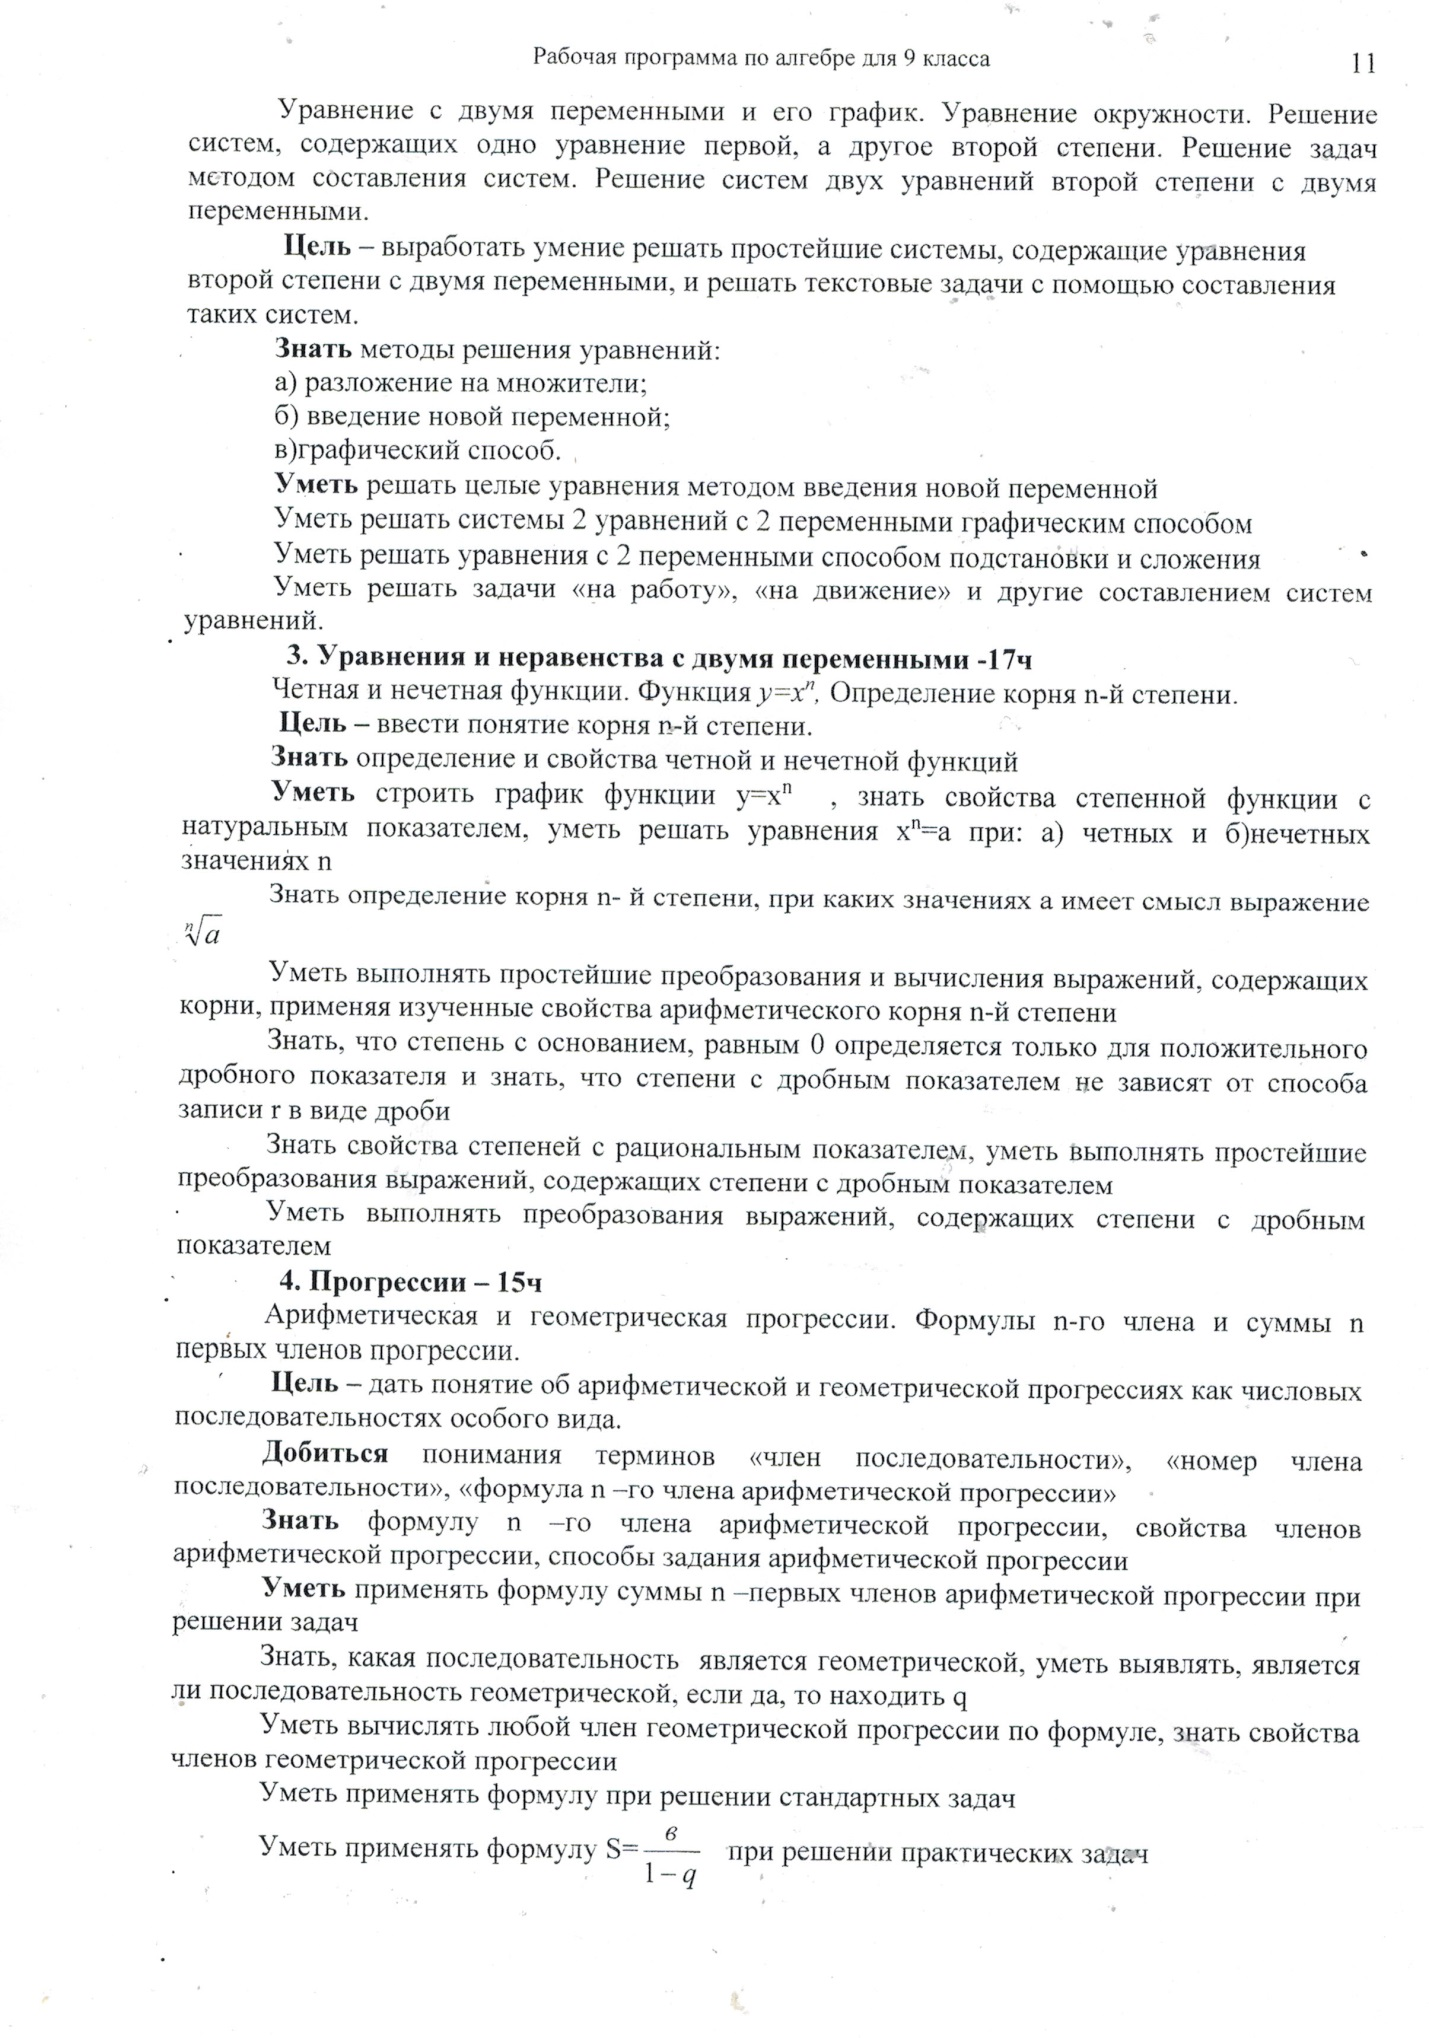 Рабочая программа по алгебре для 9 класса
11
Уравнение с двумя переменными и его график. Уравнение окружности. Решение
систем, содержащих одно уравнение первой, а другое второй степени. Решение задач
методом составления систем. Решение систем двух уравнений второй степени с двумя
переменными.
Цель – выработать умение решать простейшие системы, содержащие уравнения
второй степени с двумя переменными, и решать текстовые задачи с помощью составления
таких систем.
Знать методы решения уравнений:
а) разложение на множители;
б) введение новой переменной;
в)графический способ.
Уметь решать целые уравнения методом введения новой переменной
Уметь решать системы 2 уравнений с 2 переменными графическим способом
Уметь решать уравнения с 2 переменными способом подстановки и сложения
Уметь решать задачи «на работу», «на движение» и другие составлением систем
уравнений.
3. Уравнения и неравенства с двумя переменными -17ч
Четная и нечетная функции. Функция y=xⁿ, Определение корня n-й степени.
Цель – ввести понятие корня n-й степени.
Знать определение и свойства четной и нечетной функций
Уметь строить график функции y=xⁿ , знать свойства степенной функции с
натуральным показателем, уметь решать уравнения xⁿ=a при: а) четных и б)нечетных
значениях n
Знать определение корня n- й степени, при каких значениях a имеет смысл выражение
ⁿ√a
Уметь выполнять простейшие преобразования и вычисления выражений, содержащих
корни, применяя изученные свойства арифметического корня n-й степени
Знать, что степень с основанием, равным 0 определяется только для положительного
дробного показателя и знать, что степени с дробным показателем не зависят от способа
записи r в виде дроби
Знать свойства степеней с рациональным показателем, уметь выполнять простейшие
преобразования выражений, содержащих степени с дробным показателем
Уметь выполнять преобразования выражений, содержащих степени с дробным
показателем
4. Прогрессии – 15ч
Арифметическая и геометрическая прогрессии. Формулы n-го члена и суммы n
первых членов прогрессии.
Цель – дать понятие об арифметической и геометрической прогрессиях как числовых
последовательностях особого вида.
Добиться понимания терминов «член последовательности», «номер члена
последовательности», «формула n –го члена арифметической прогрессии»
Знать формулу n –го члена арифметической прогрессии, свойства членов
арифметической прогрессии, способы задания арифметической прогрессии
Уметь применять формулу суммы n –первых членов арифметической прогрессии при
решении задач
Знать, какая последовательность является геометрической, уметь выявлять, является
ли последовательность геометрической, если да, то находить q
Уметь вычислять любой член геометрической прогрессии по формуле, знать свойства
членов геометрической прогрессии
Уметь применять формулу при решении стандартных задач
Уметь применять формулу S= в/(1−q) при решении практических задач